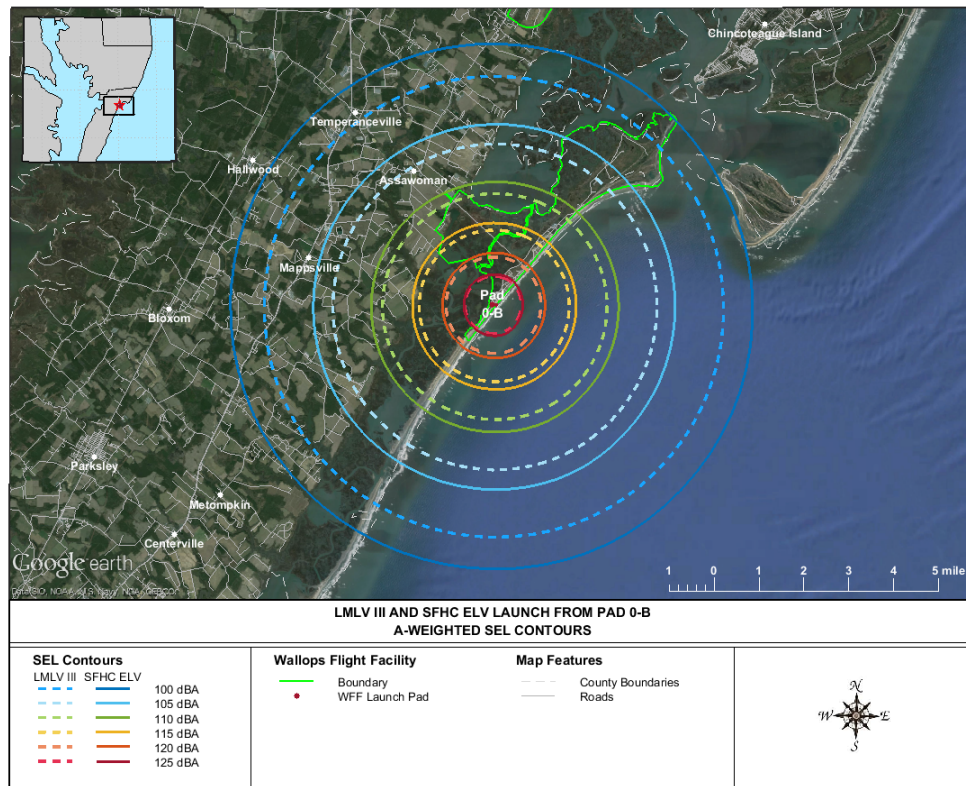 Chincoteague Island
Temperanceville
Hallwood
Assawoman
Mappsville
Pad
0-B
Bloxom
Parksley
Metompkin
Centerville
Google earth
1 0 1 2 3 4 5 mile
LMLV III AND SFHC ELV LAUNCH FROM PAD 0-B
A-WEIGHTED SEL CONTOURS
SEL Contours
LMLV III SFHC ELV
100 dBA
105 dBA
110 dBA
115 dBA
120 dBA
125 dBA
Wallops Flight Facility
Boundary
WFF Launch Pad
Map Features
County Boundaries
Roads
N
W E
S